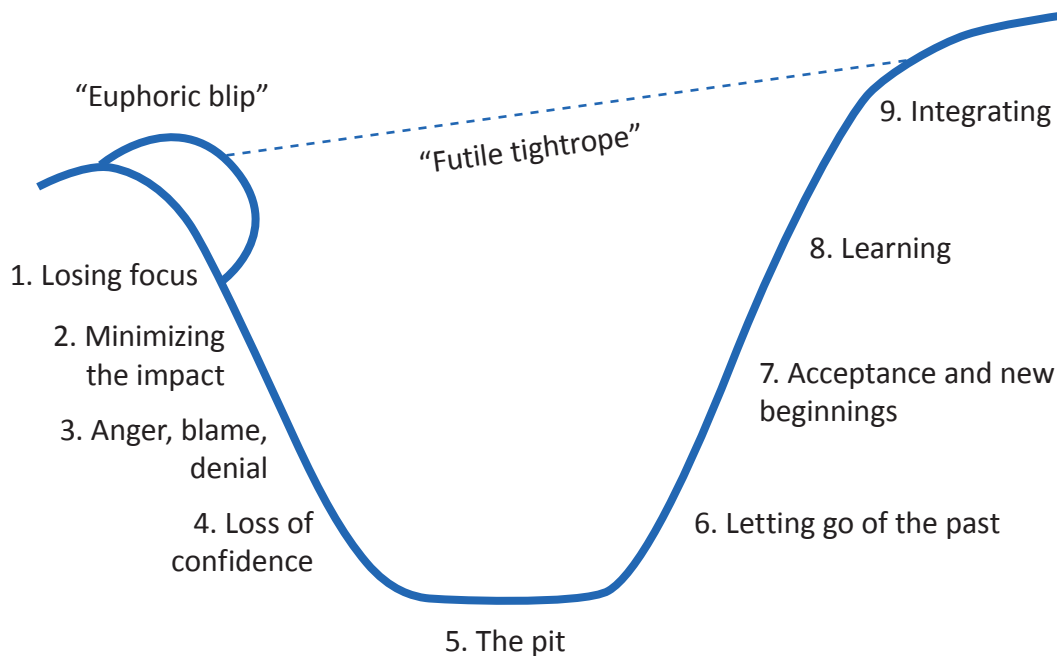 “Euphoric blip”
“Futile tightrope”
1. Losing focus
2. Minimizing
the impact
3. Anger, blame,
denial
4. Loss of
confidence
5. The pit
6. Letting go of the past
7. Acceptance and new
beginnings
8. Learning
9. Integrating